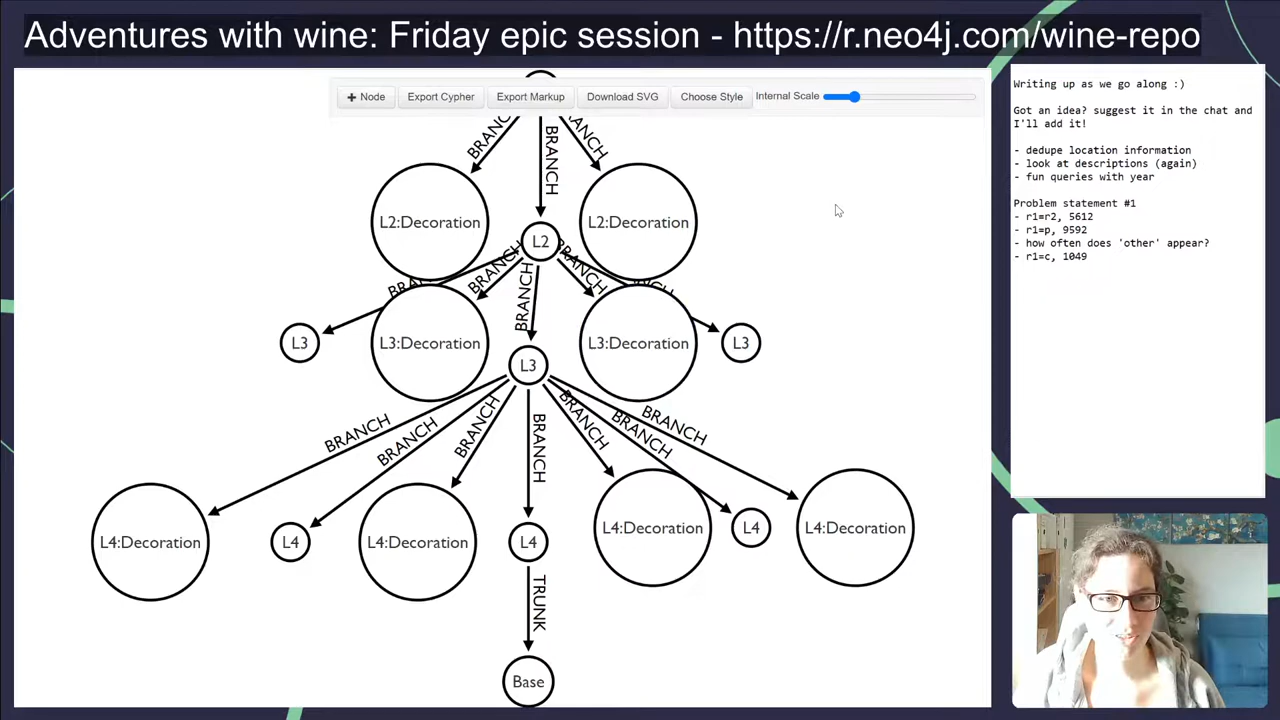 Adventures with wine: Friday epic session - https://r.neo4j.com/wine-repo
Node Export Cypher Export Markup Download SVG Choose Style Internal Scale
BRANCH BRANCH BRANCH
L2:Decoration L2:Decoration
L2
BRANCH BRANCH BRANCH
BRANCH
L3 L3:Decoration L3:Decoration L3
L3
BRANCH BRANCH BRANCH BRANCH BRANCH BRANCH BRANCH
L4:Decoration L4 L4:Decoration L4 L4:Decoration L4 L4:Decoration
TRUNK
Base
Writing up as we go along :)
Got an idea? suggest it in the chat and
I'll add it!
- dedupe location information
- look at descriptions (again)
- fun queries with year
Problem statement #1
- r1=r2, 5612
- r1=p, 9592
- how often does 'other' appear?
- r1=c, 1049